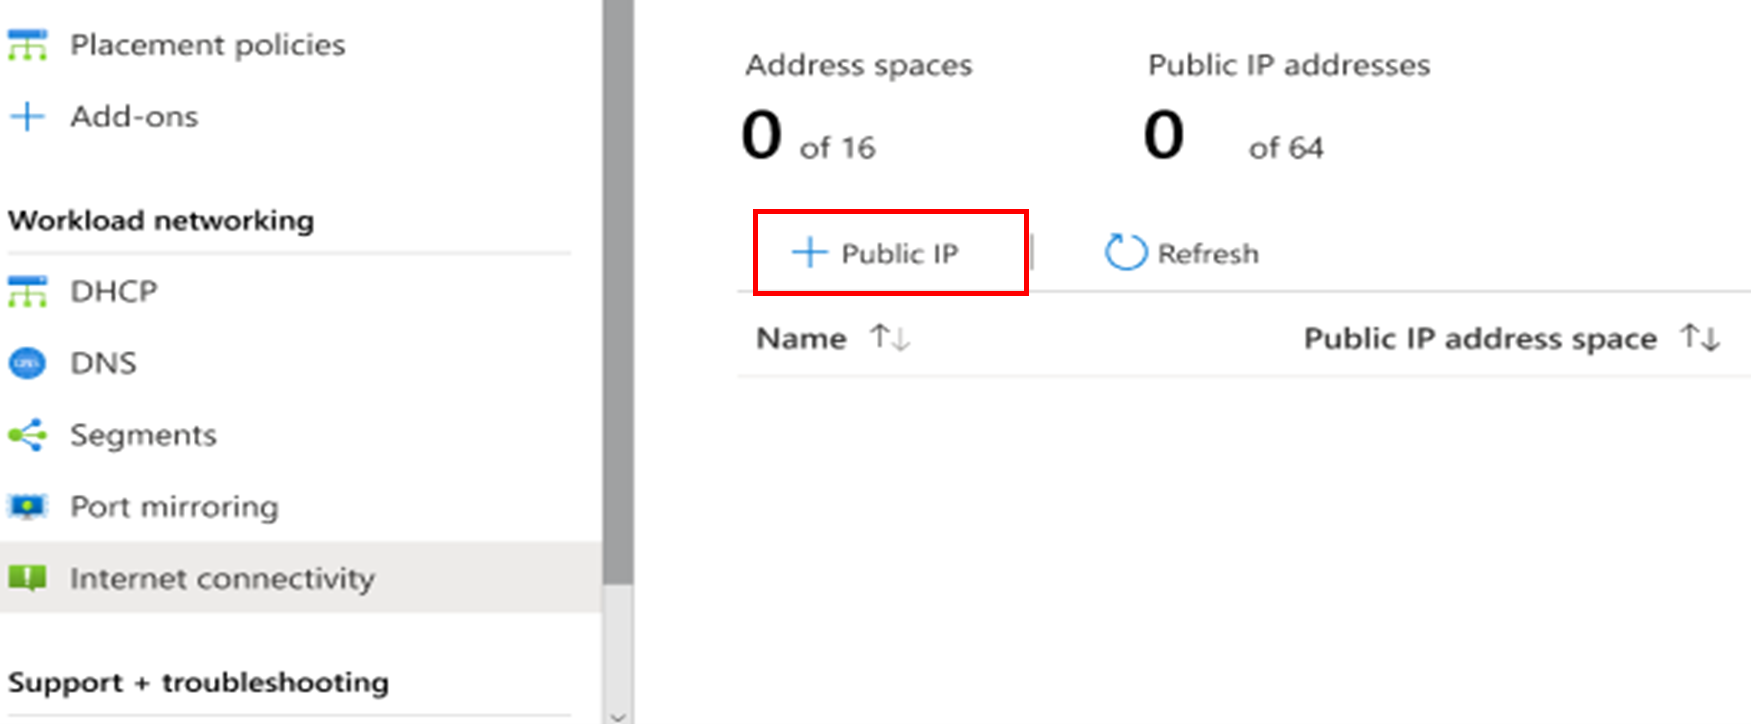 Placement policies
Add-ons
Workload networking
DHCP
DNS
Segments
Port mirroring
Internet connectivity
Support + troubleshooting
Address spaces
0 of 16
Public IP addresses
0 of 64
Public IP
Refresh
Name
Public IP address space